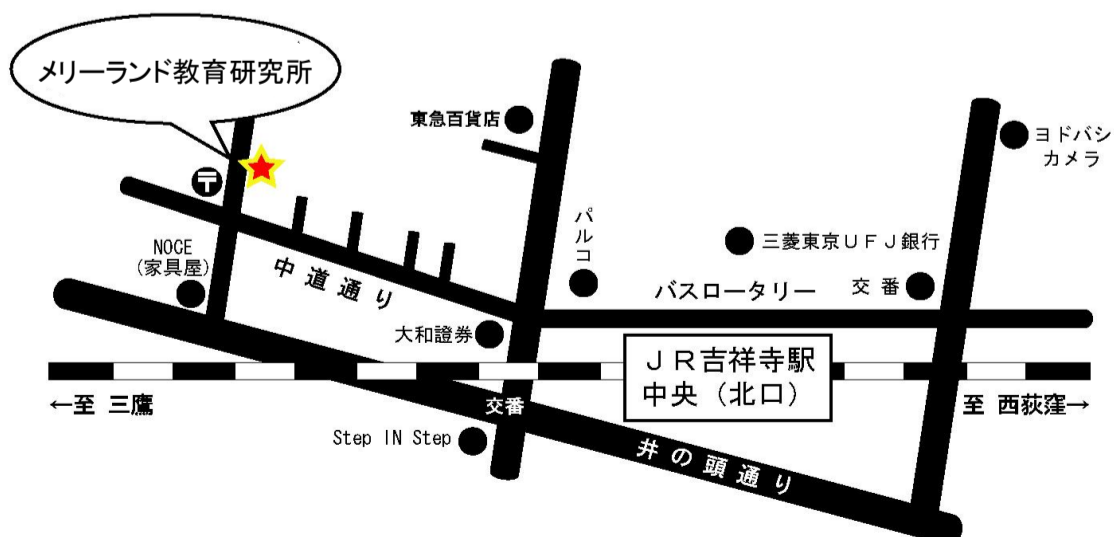 メリーランド教育研究所
東急百貨店
ヨドバシ
カメラ
〒
パルコ
三菱東京ＵＦＪ銀行
NOCE
(家具屋)
中道通り
交番
バスロータリー
大和證券
ＪＲ吉祥寺駅
中央（北口）
←至 三鷹
交番
至 西荻窪→
Step IN Step
井の頭通り